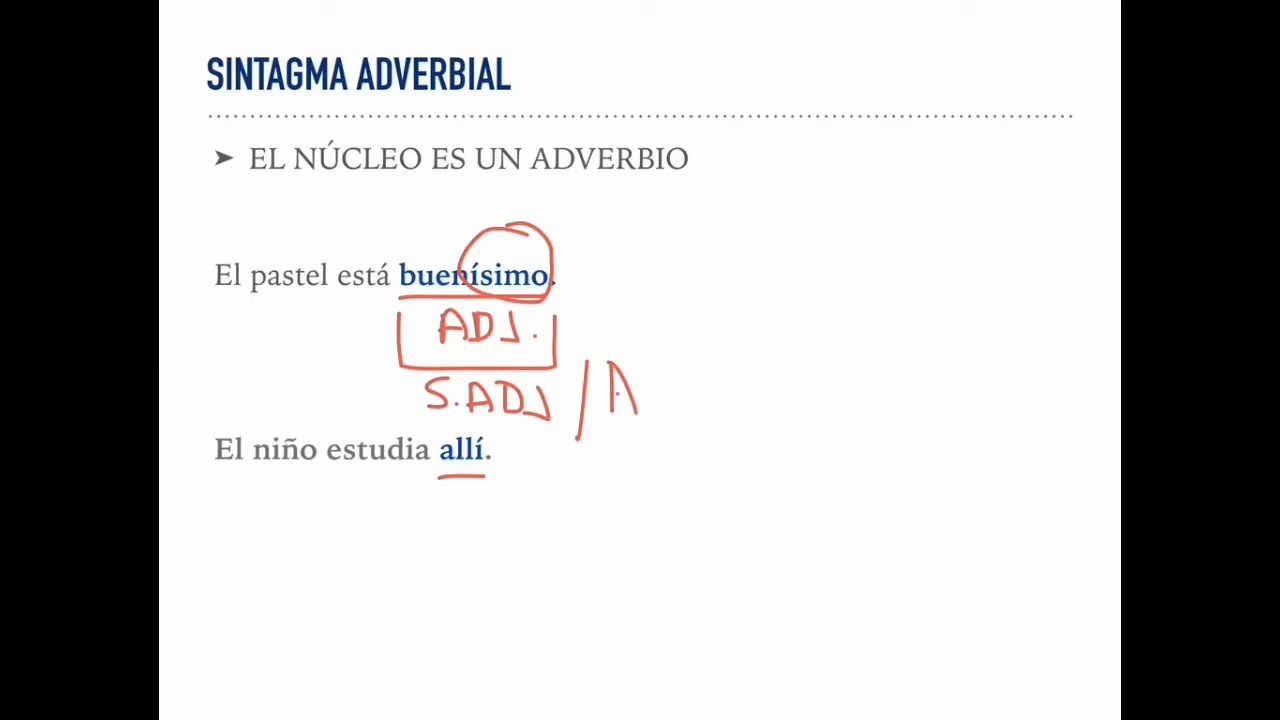 SINTAGMA ADVERBIAL
➤ EL NÚCLEO ES UN ADVERBIO
El pastel está buenísimo.
ADJ.
S.ADJ / A
El niño estudia allí.